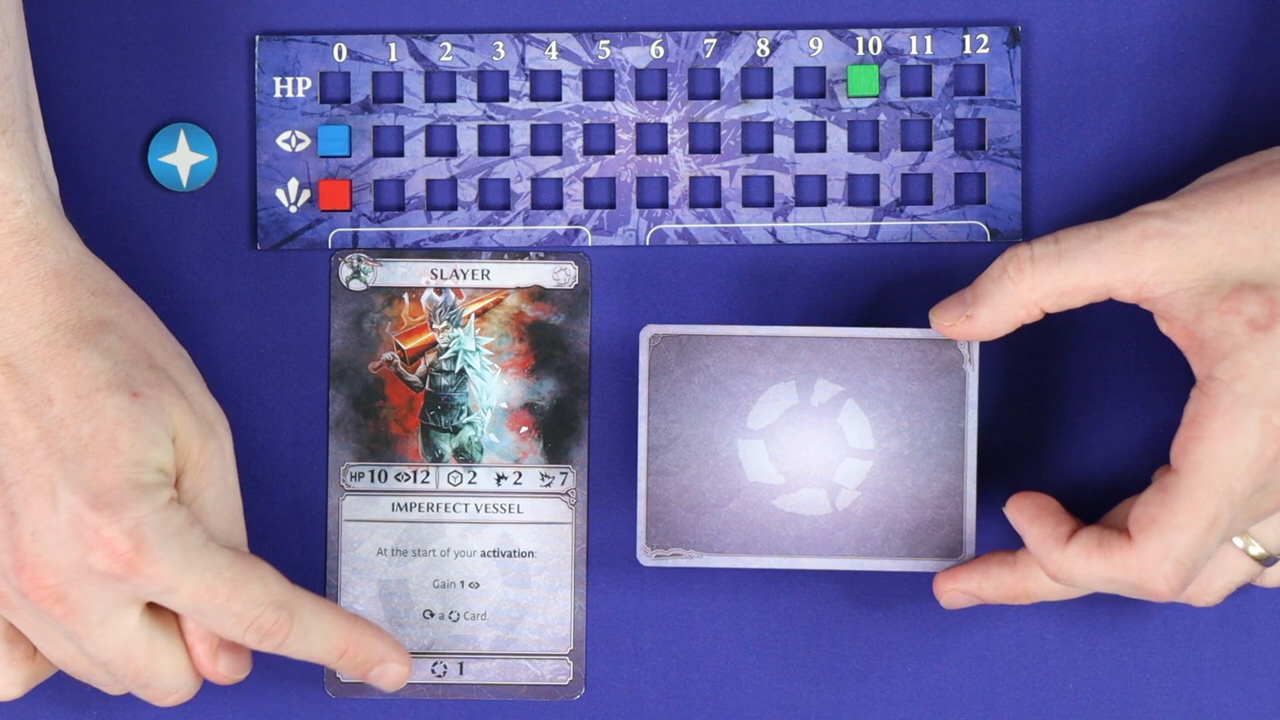 0 1 2 3 4 5 6 7 8 9 10 11 12
HP
SLAYER
HP 10 12 2 2 7
IMPERFECT VESSEL
At the start of your activation:
Gain 1
a Card.
1